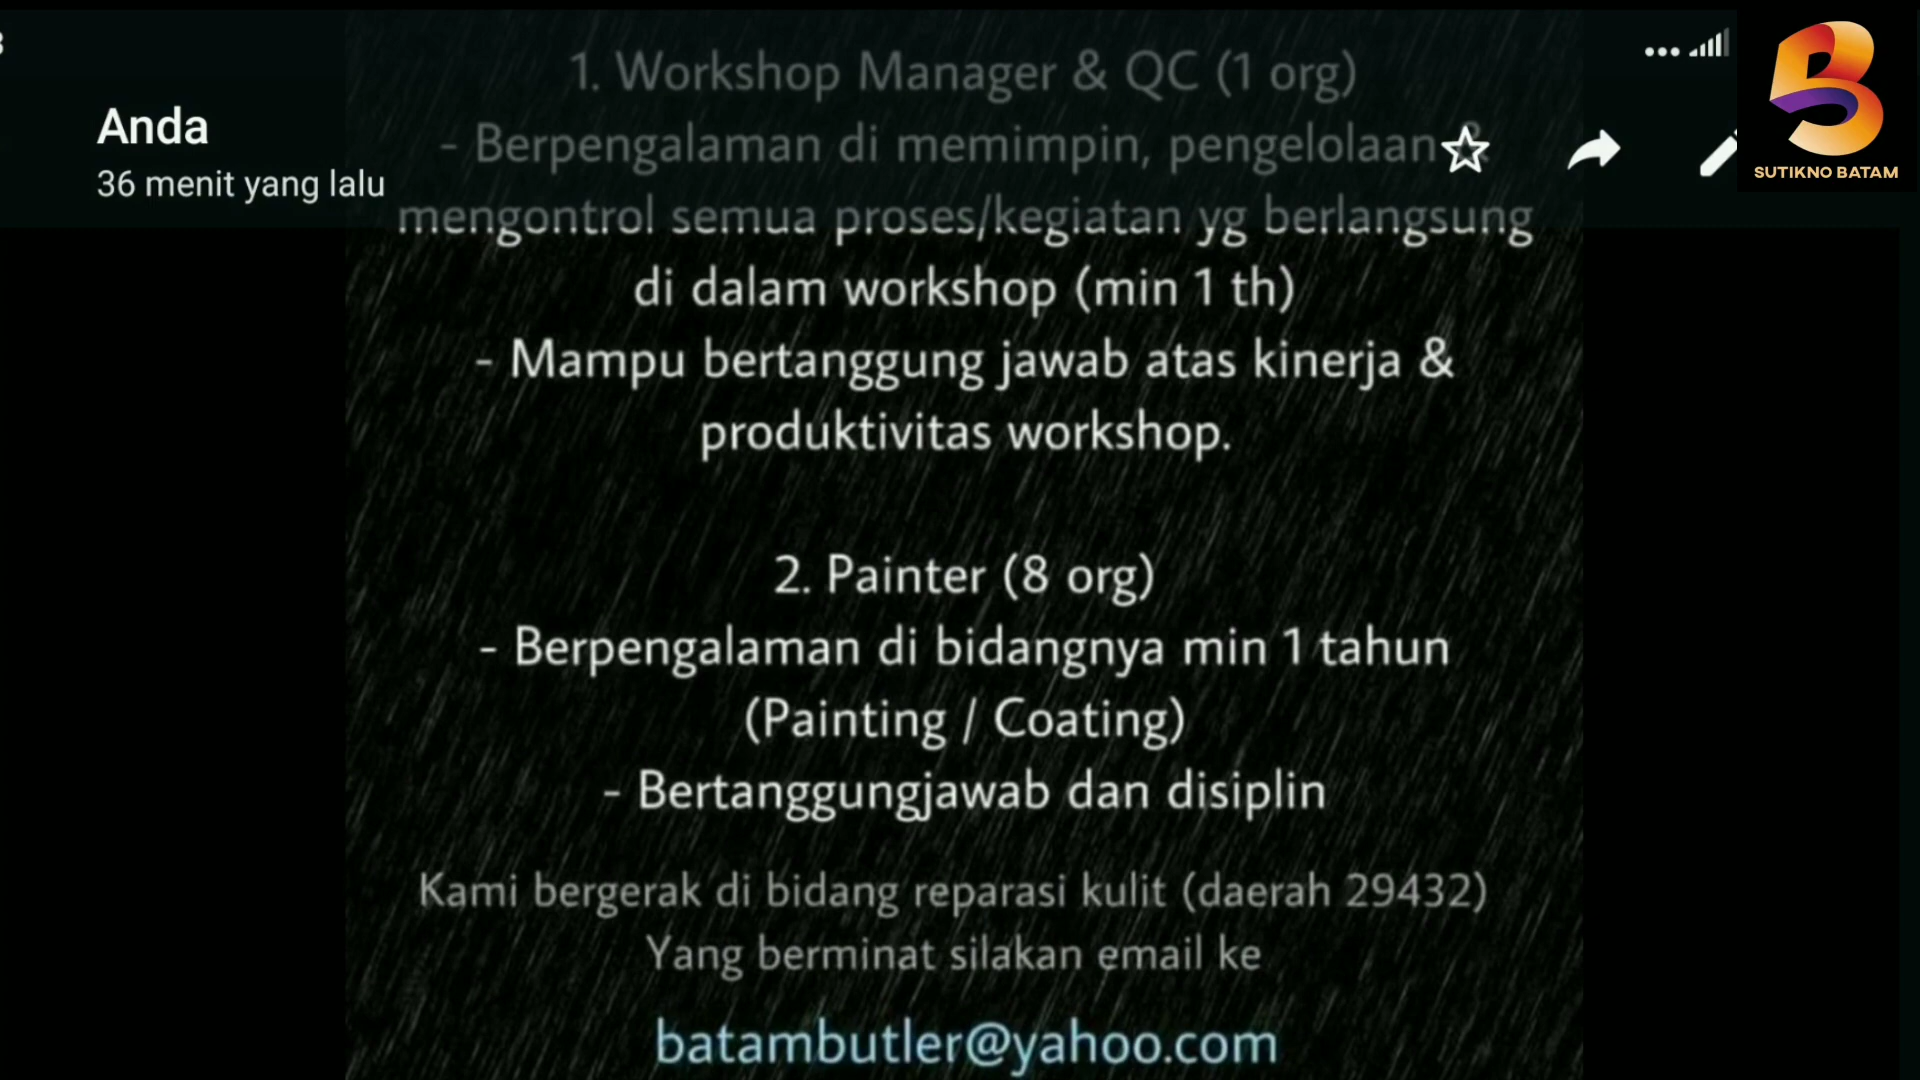 1. Workshop Manager & QC (1 org)
Anda
- Berpengalaman di memimpin, pengelolaan &
36 menit yang lalu
mengontrol semua proses/kegiatan yg berlangsung
di dalam workshop (min 1 th)
- Mampu bertanggung jawab atas kinerja &
produktivitas workshop.
2. Painter (8 org)
- Berpengalaman di bidangnya min 1 tahun
(Painting / Coating)
- Bertanggungjawab dan disiplin
Kami bergerak di bidang reparasi kulit (daerah 29432)
Yang berminat silakan email ke
batambutler@yahoo.com
SUTIKNO BATAM